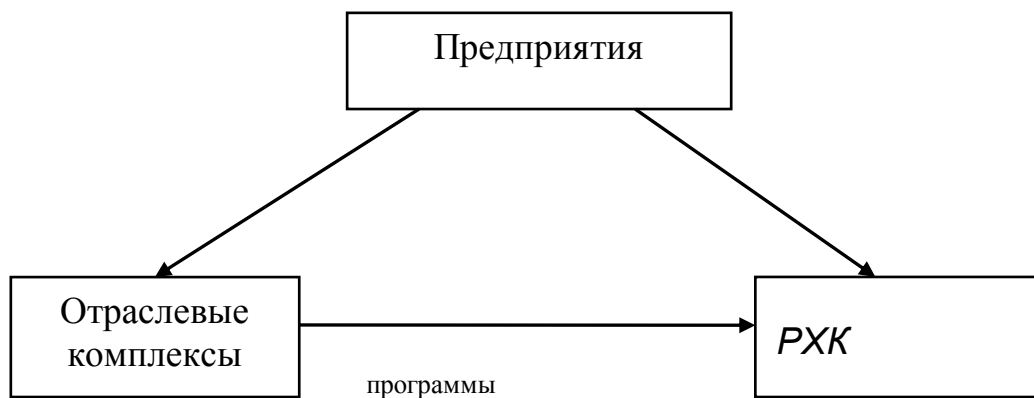 Предприятия
Отраслевые
комплексы
РХК
программы